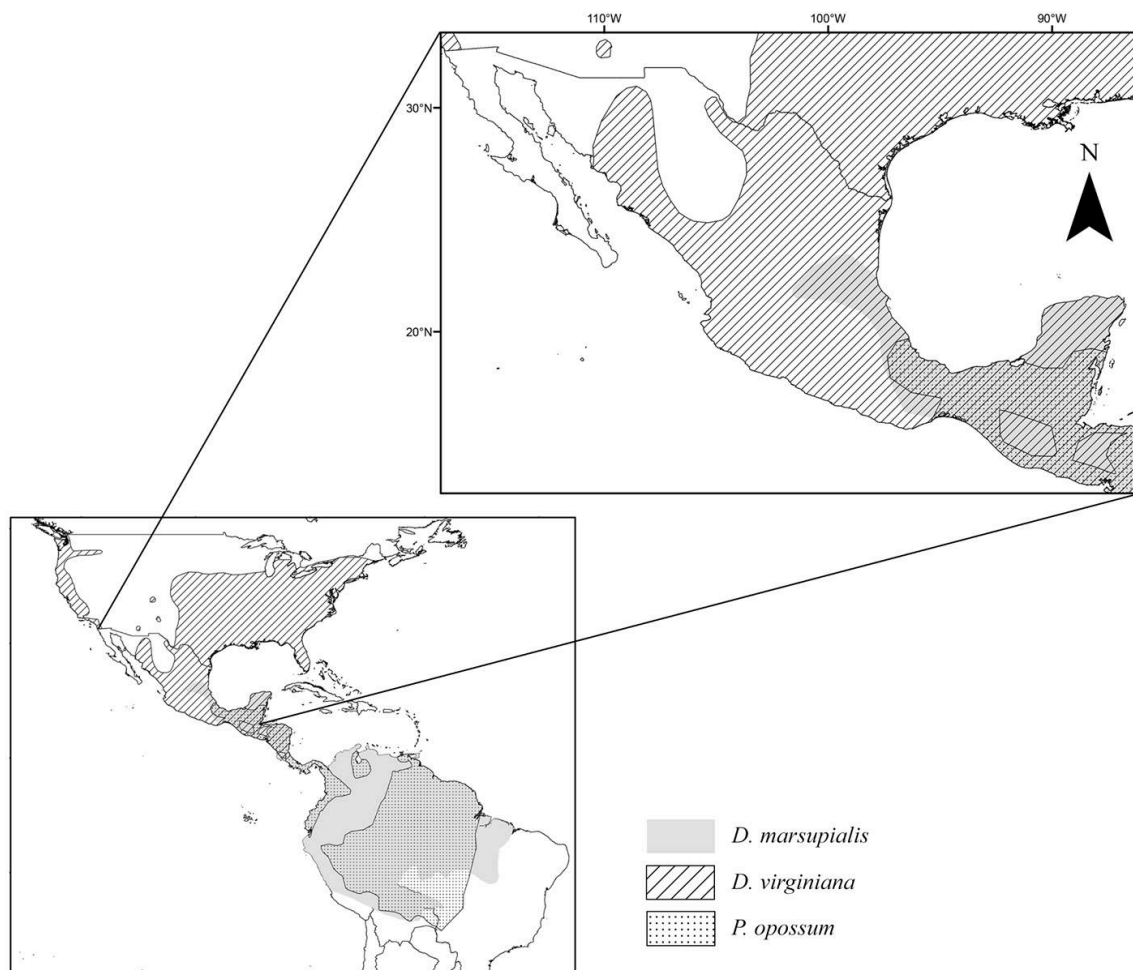 110°W 100°W 90°W
30°N
N
20°N
D. marsupialis
D. virginiana
P. opossum